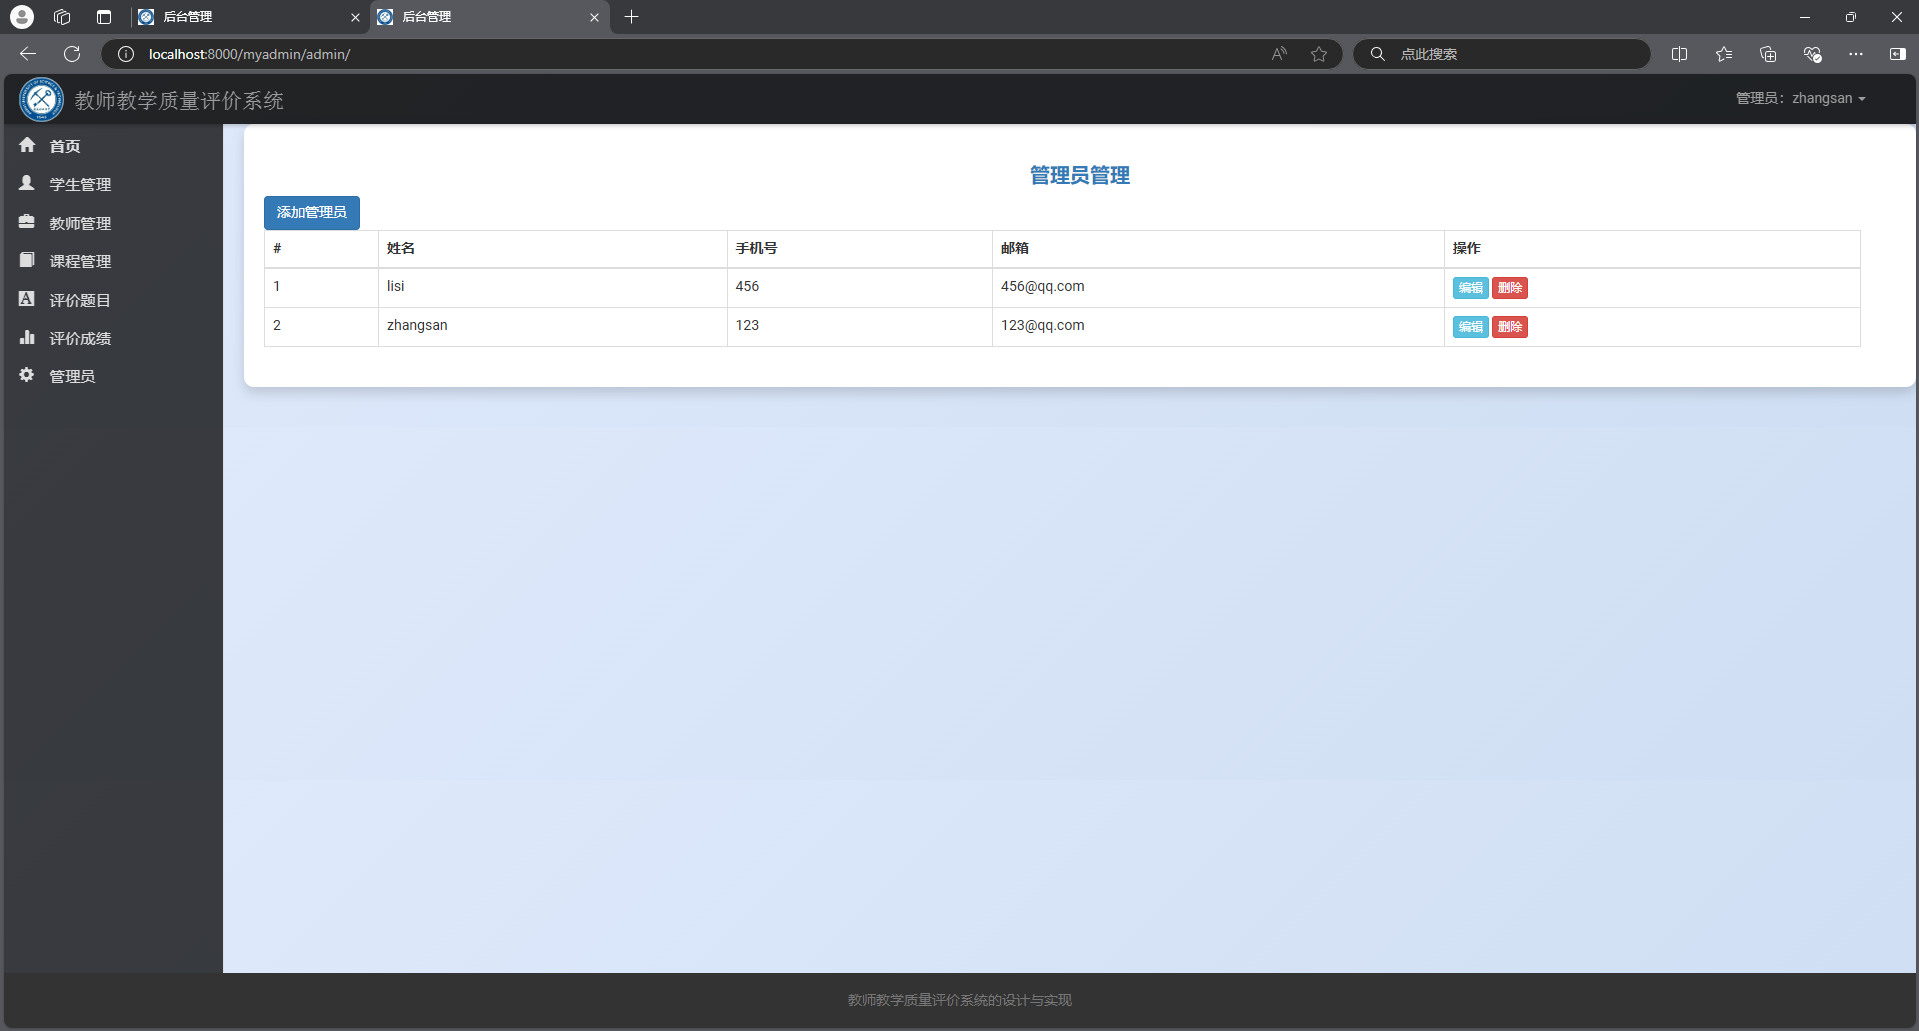 后台管理
后台管理
localhost:8000/myadmin/admin/
点此搜索
教师教学质量评价系统
管理员：zhangsan
首页
学生管理
教师管理
课程管理
评价题目
评价成绩
管理员
管理员管理
添加管理员
# 姓名 手机号 邮箱 操作
1 lisi 456 456@qq.com 编辑 删除
2 zhangsan 123 123@qq.com 编辑 删除
教师教学质量评价系统的设计与实现